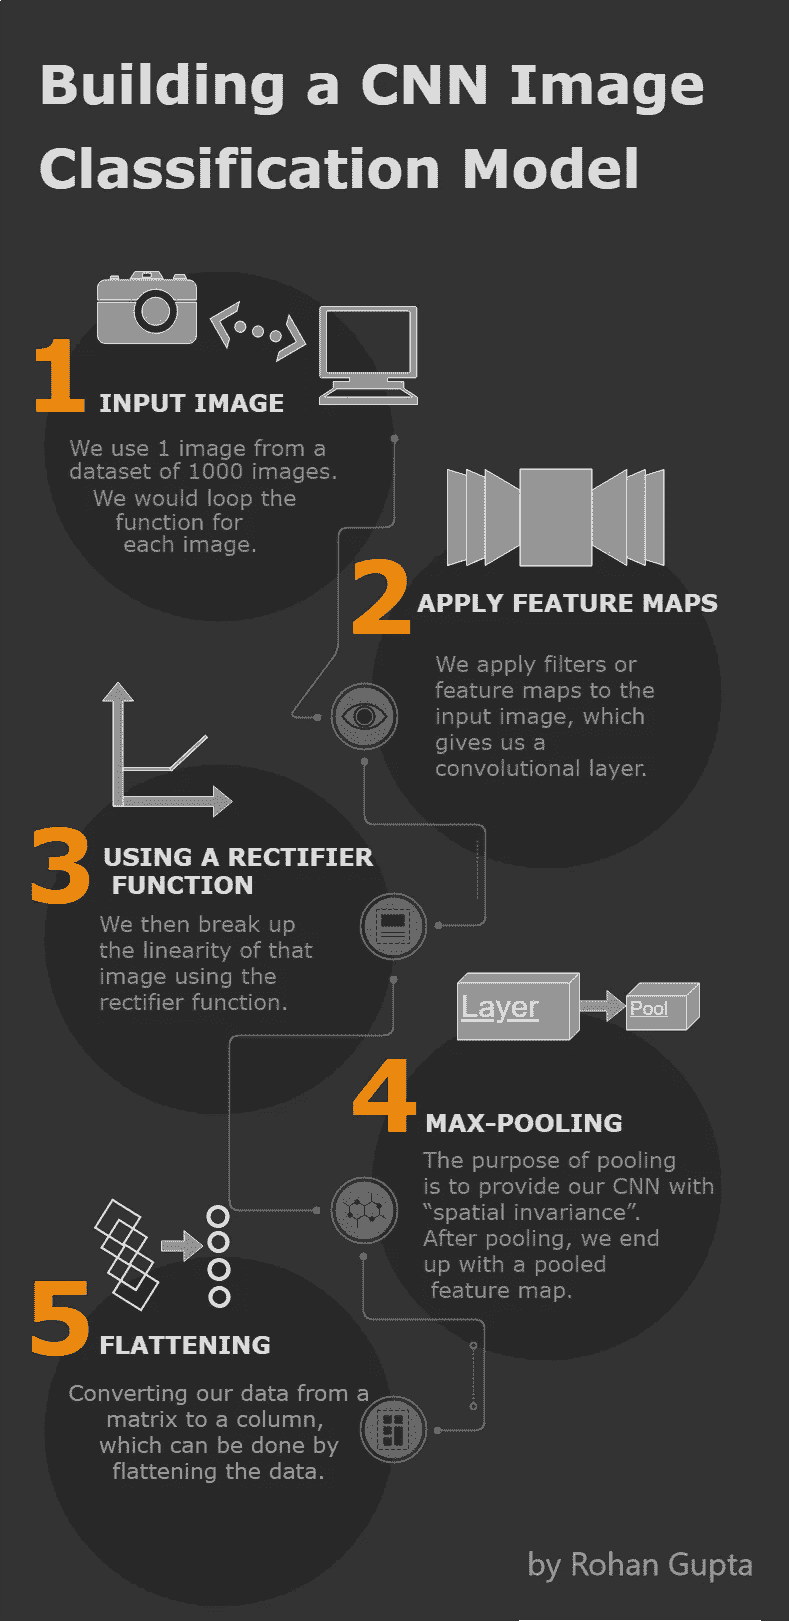 Building a CNN Image
Classification Model
1
INPUT IMAGE
We use 1 image from a
dataset of 1000 images.
We would loop the
function for
each image.
2
APPLY FEATURE MAPS
We apply filters or
feature maps to the
input image, which
gives us a
convolutional layer.
3
USING A RECTIFIER
FUNCTION
We then break up
the linearity of that
image using the
rectifier function.
Layer
Pool
4
MAX-POOLING
The purpose of pooling
is to provide our CNN with
“spatial invariance”.
After pooling, we end
up with a pooled
feature map.
5
FLATTENING
Converting our data from a
matrix to a column,
which can be done by
flattening the data.
by Rohan Gupta